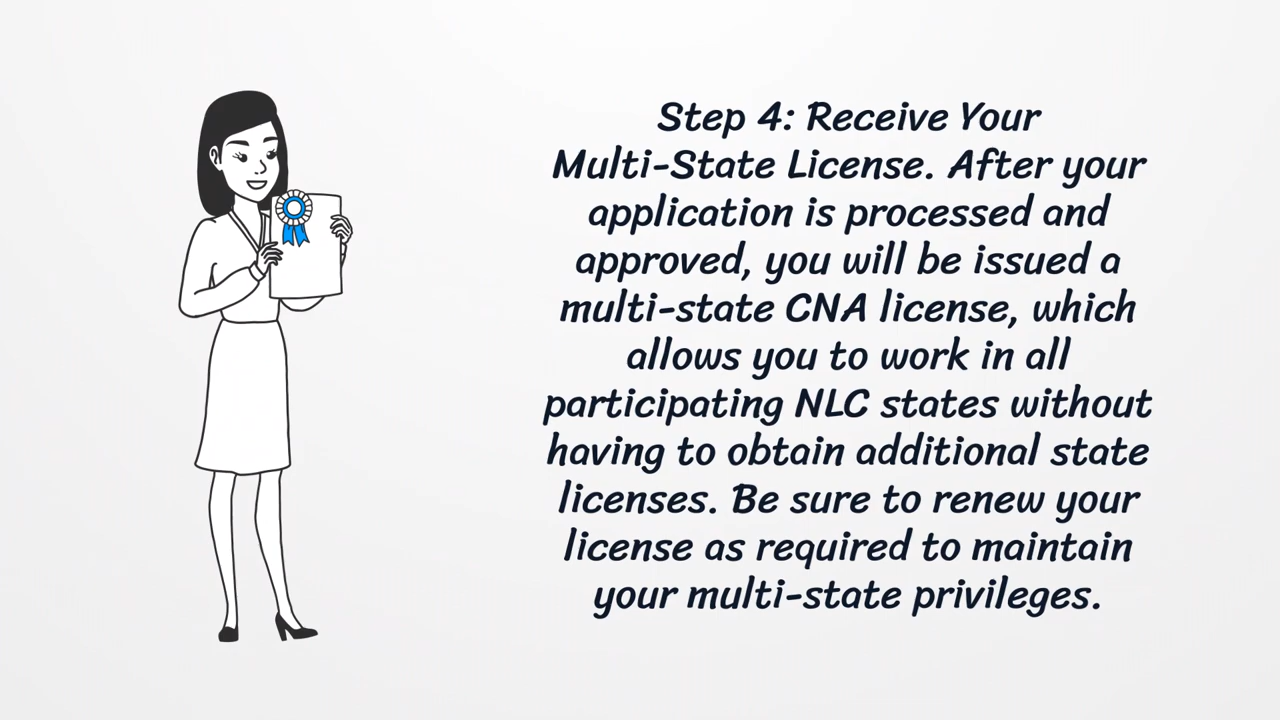 Step 4: Receive Your
Multi-State License. After your
application is processed and
approved, you will be issued a
multi-state CNA license, which
allows you to work in all
participating NLC states without
having to obtain additional state
licenses. Be sure to renew your
license as required to maintain
your multi-state privileges.